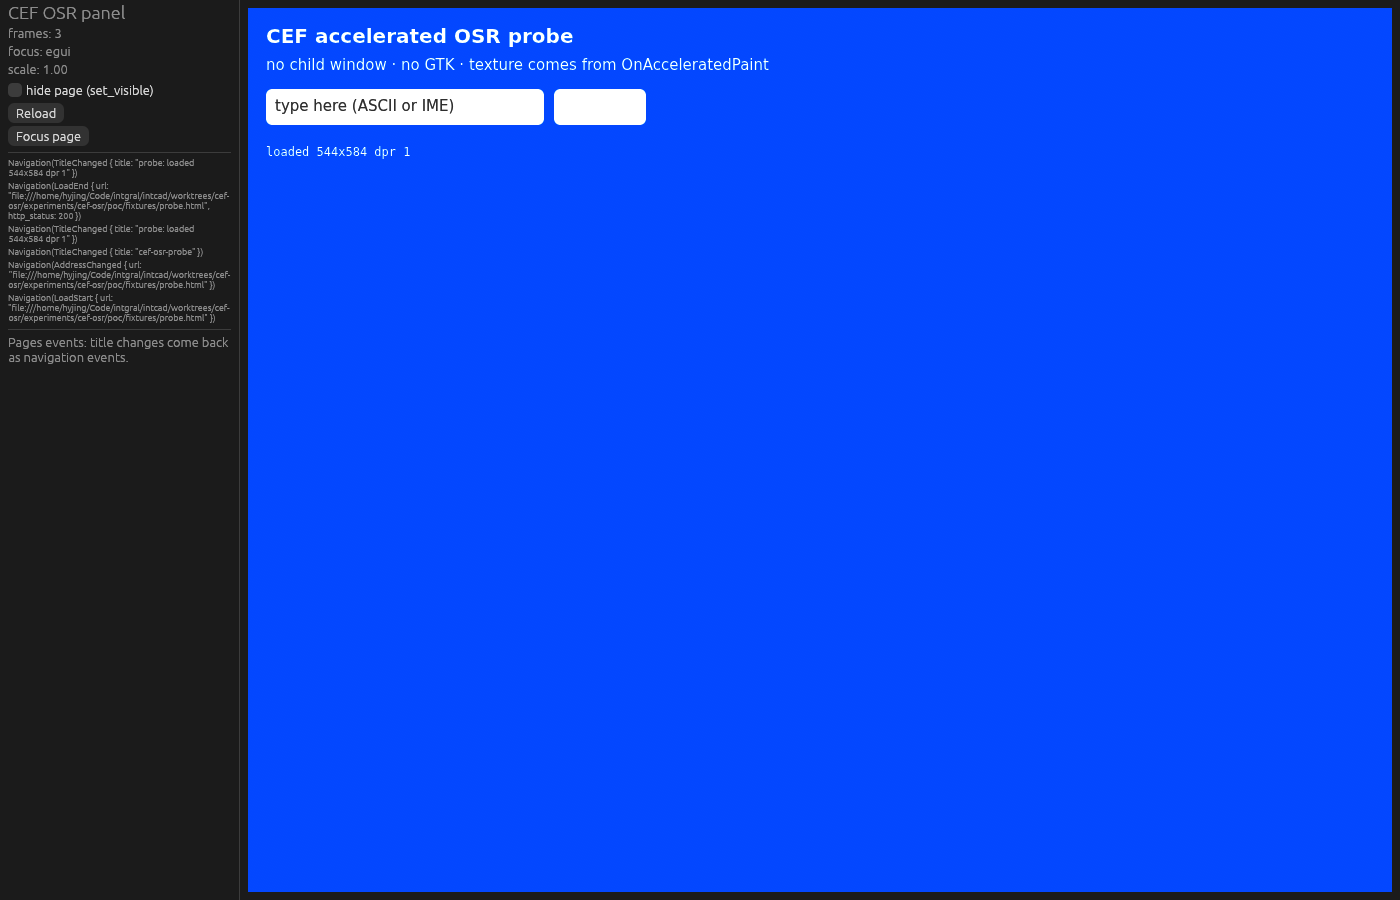 CEF OSR panel
frames: 3
focus: egui
scale: 1.00
hide page (set_visible)
Reload
Focus page
Navigation(TitleChanged { title: "probe: loaded
544x584 dpr 1" })
Navigation(LoadEnd { url:
"file:///home/hyjing/Code/intgral/intcad/worktrees/cef-
osr/experiments/cef-osr/poc/fixtures/probe.html",
http_status: 200 })
Navigation(TitleChanged { title: "probe: loaded
544x584 dpr 1" })
Navigation(TitleChanged { title: "cef-osr-probe" })
Navigation(AddressChanged { url:
"file:///home/hyjing/Code/intgral/intcad/worktrees/cef-
osr/experiments/cef-osr/poc/fixtures/probe.html" })
Navigation(LoadStart { url:
"file:///home/hyjing/Code/intgral/intcad/worktrees/cef-
osr/experiments/cef-osr/poc/fixtures/probe.html" })
Pages events: title changes come back
as navigation events.
CEF accelerated OSR probe
no child window · no GTK · texture comes from OnAcceleratedPaint
type here (ASCII or IME)
loaded 544x584 dpr 1